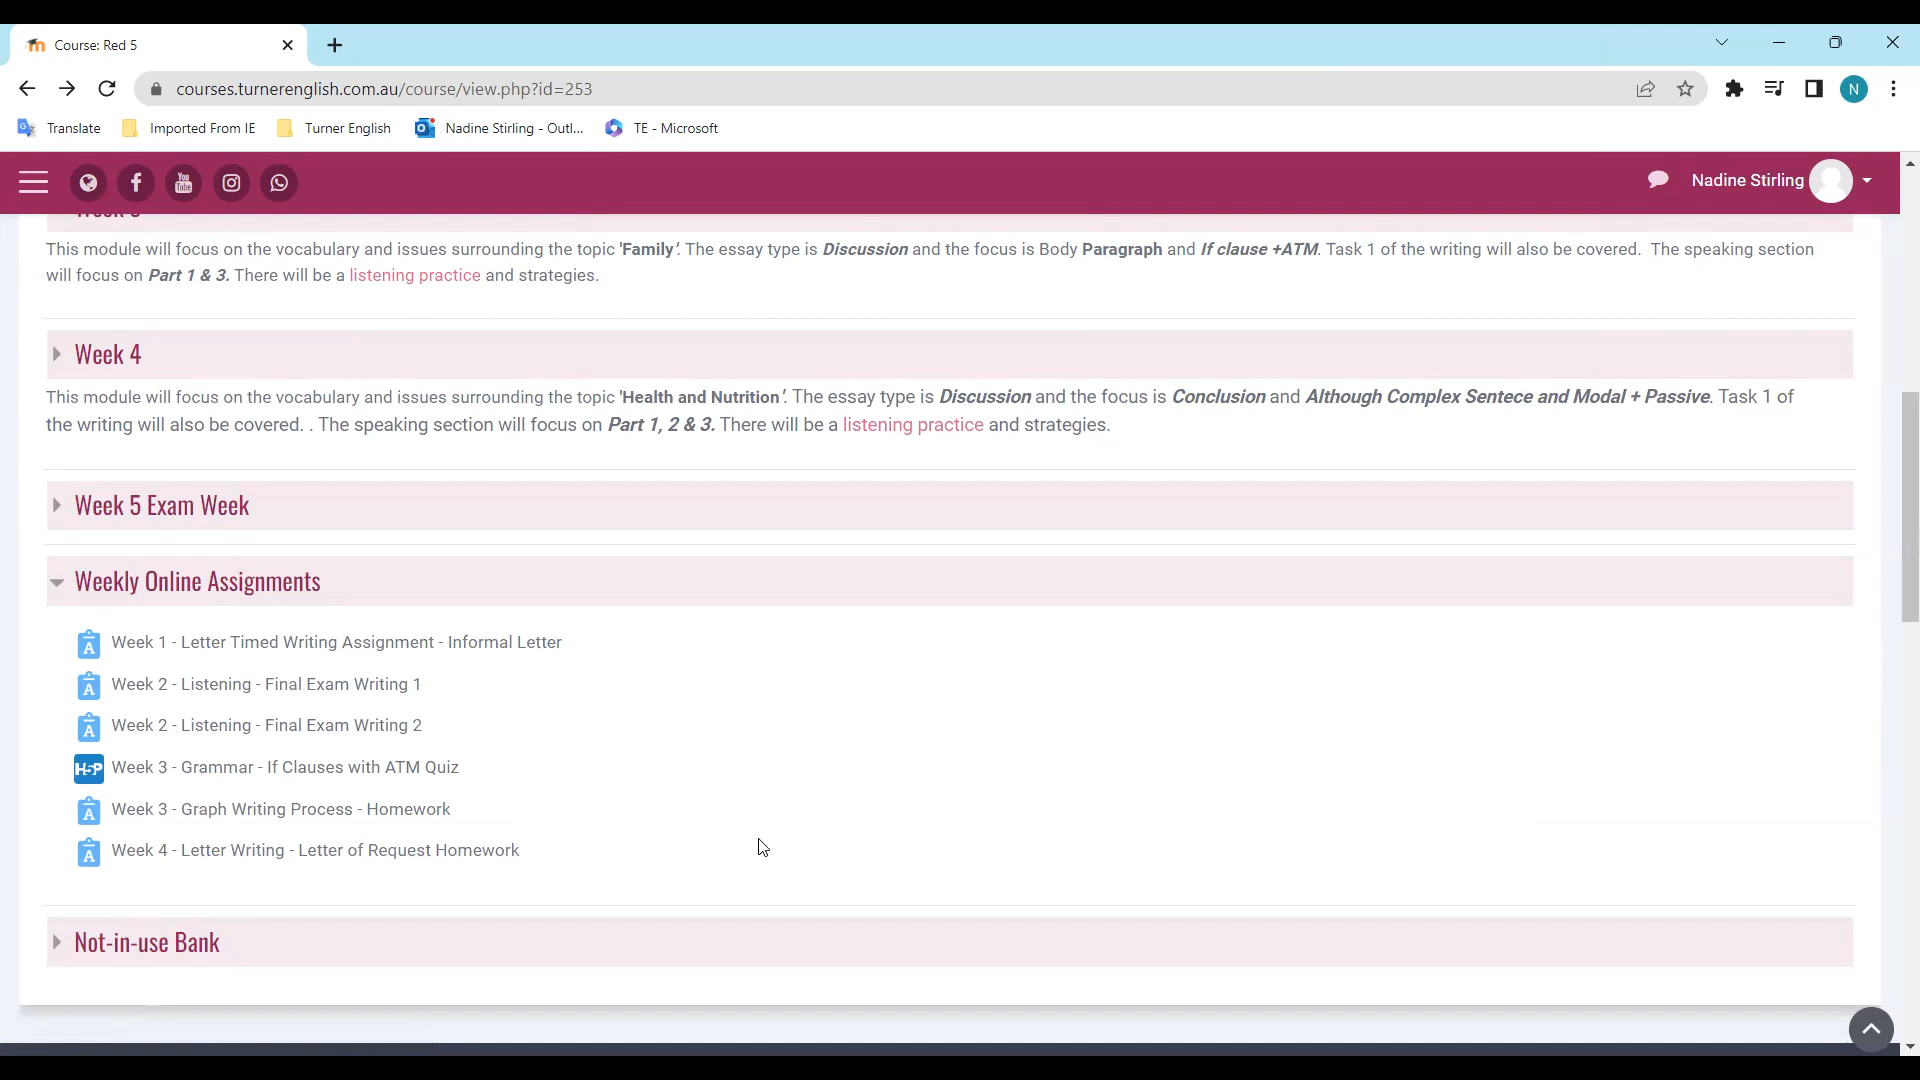 Course: Red 5
courses.turnerenglish.com.au/course/view.php?id=253
N
Translate
Imported From IE
Turner English
Nadine Stirling - Outl...
TE - Microsoft
You
Tube
Nadine Stirling
This module will focus on the vocabulary and issues surrounding the topic 'Family'. The essay type is Discussion and the focus is Body Paragraph and If clause +ATM. Task 1 of the writing will also be covered. The speaking section
will focus on Part 1 & 3. There will be a listening practice and strategies.
Week 4
This module will focus on the vocabulary and issues surrounding the topic 'Health and Nutrition'. The essay type is Discussion and the focus is Conclusion and Although Complex Sentece and Modal + Passive. Task 1 of
the writing will also be covered. . The speaking section will focus on Part 1, 2 & 3. There will be a listening practice and strategies.
Week 5 Exam Week
Weekly Online Assignments
A Week 1 - Letter Timed Writing Assignment - Informal Letter
A Week 2 - Listening - Final Exam Writing 1
A Week 2 - Listening - Final Exam Writing 2
H5P Week 3 - Grammar - If Clauses with ATM Quiz
A Week 3 - Graph Writing Process - Homework
A Week 4 - Letter Writing - Letter of Request Homework
Not-in-use Bank